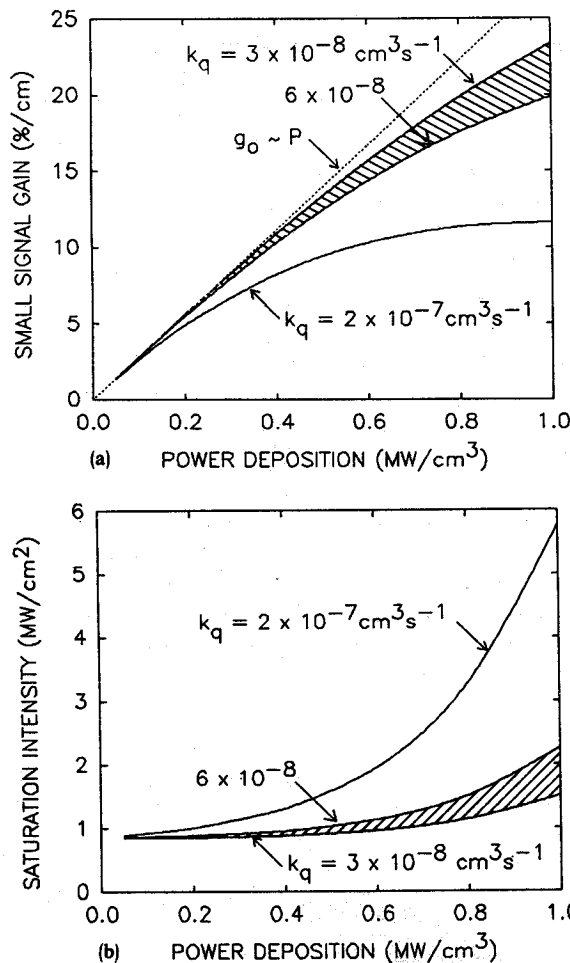 25
20
15
10
5
0
SMALL SIGNAL GAIN (%/cm)
k_q = 3 x 10^-8 cm^3s^-1
6 x 10^-8
g_o ~ P
k_q = 2 x 10^-7 cm^3s^-1
0.0 0.2 0.4 0.6 0.8 1.0
(a) POWER DEPOSITION (MW/cm^3)
6
5
4
3
2
1
0
SATURATION INTENSITY (MW/cm^2)
k_q = 2 x 10^-7 cm^3s^-1
6 x 10^-8
k_q = 3 x 10^-8 cm^3s^-1
0.0 0.2 0.4 0.6 0.8 1.0
(b) POWER DEPOSITION (MW/cm^3)